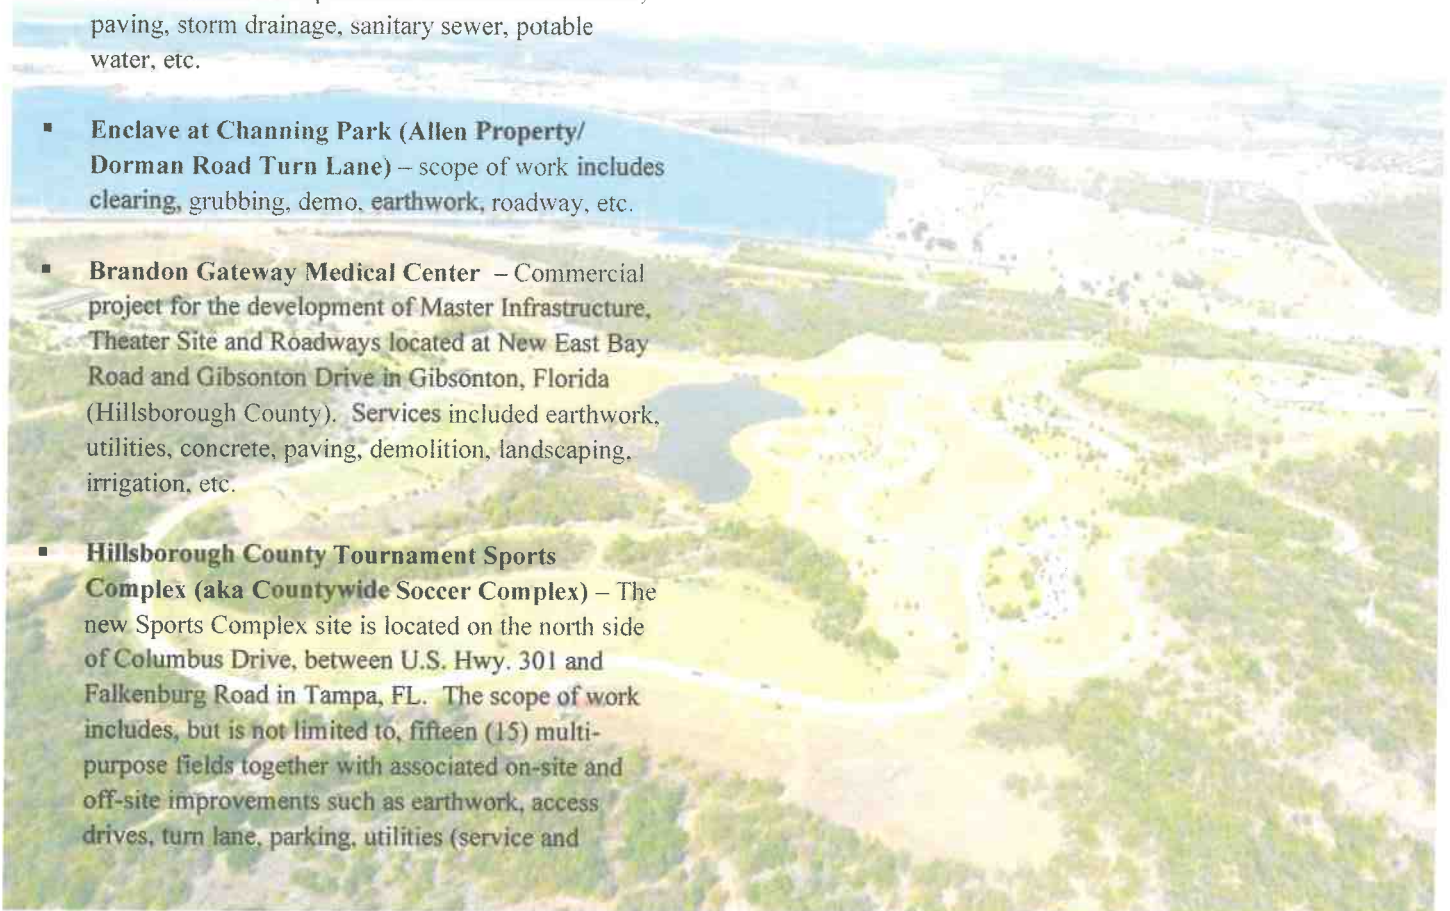 paving, storm drainage, sanitary sewer, potable
water, etc.
▪ Enclave at Channing Park (Allen Property/
Dorman Road Turn Lane) – scope of work includes
clearing, grubbing, demo, earthwork, roadway, etc.
▪ Brandon Gateway Medical Center – Commercial
project for the development of Master Infrastructure,
Theater Site and Roadways located at New East Bay
Road and Gibsonton Drive in Gibsonton, Florida
(Hillsborough County). Services included earthwork,
utilities, concrete, paving, demolition, landscaping,
irrigation, etc.
▪ Hillsborough County Tournament Sports
Complex (aka Countywide Soccer Complex) – The
new Sports Complex site is located on the north side
of Columbus Drive, between U.S. Hwy. 301 and
Falkenburg Road in Tampa, FL. The scope of work
includes, but is not limited to, fifteen (15) multi-
purpose fields together with associated on-site and
off-site improvements such as earthwork, access
drives, turn lane, parking, utilities (service and